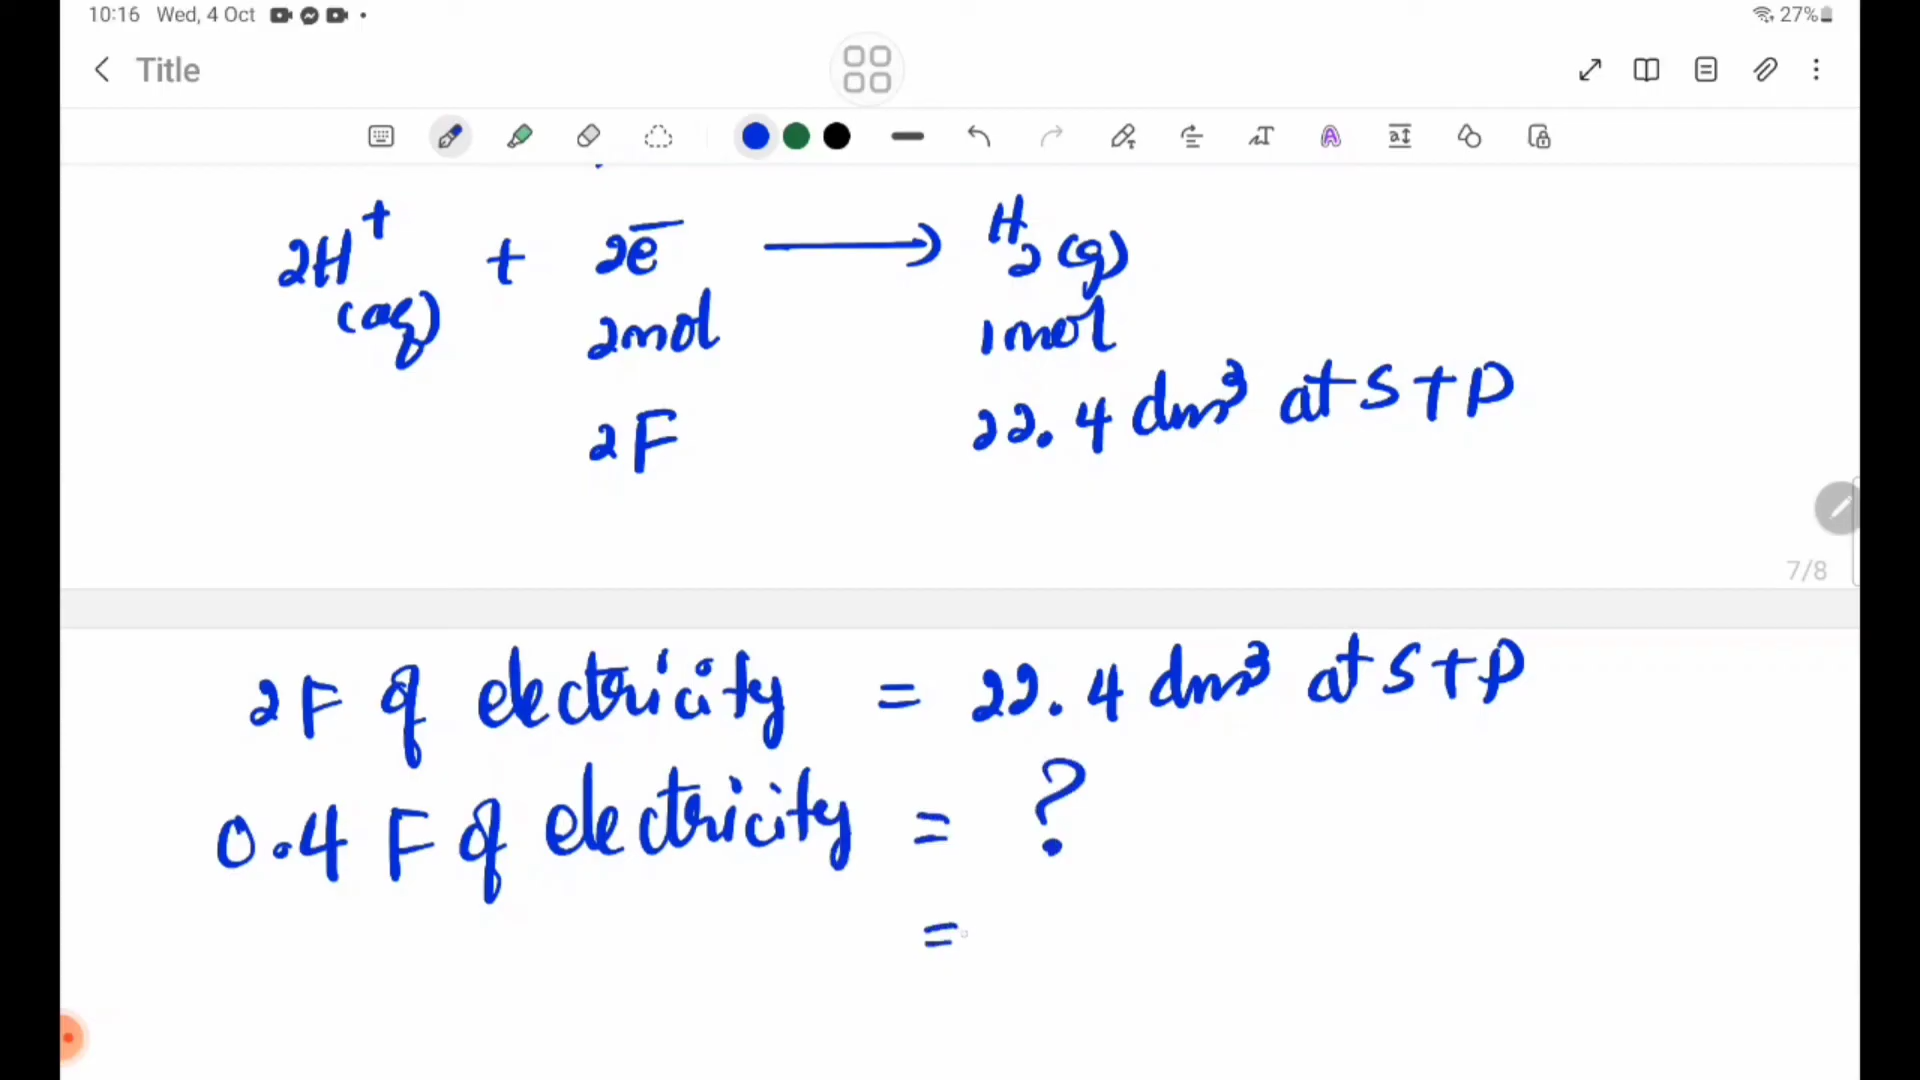 10:16 Wed, 4 Oct
27%
Title
2H⁺(aq) + 2e⁻ ⟶ H₂(g)
2mol 1mol
2F 22.4 dm³ at STP
7/8
2F of electricity = 22.4 dm³ at STP
0.4 F of electricity = ?
=